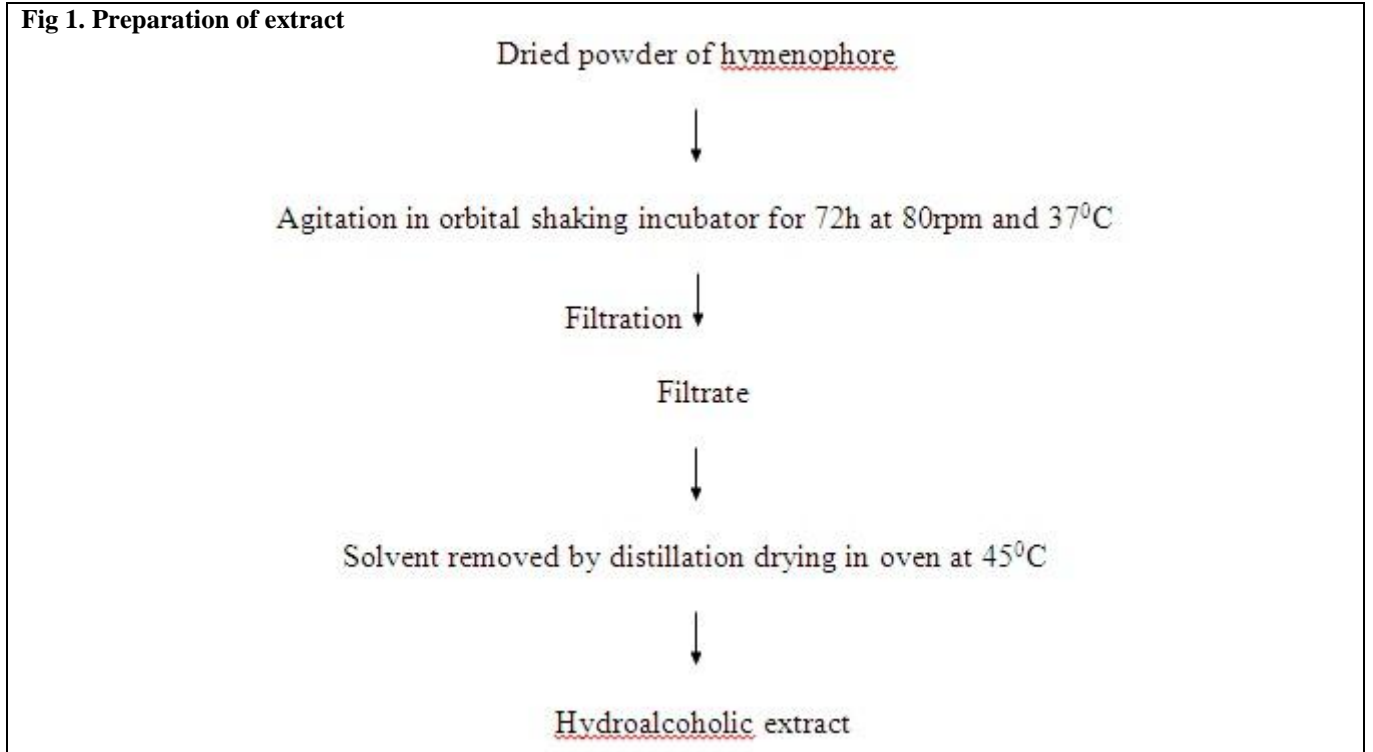 Fig 1. Preparation of extract
Dried powder of hymenophore
Agitation in orbital shaking incubator for 72h at 80rpm and 37⁰C
Filtration
Filtrate
Solvent removed by distillation drying in oven at 45⁰C
Hydroalcoholic extract